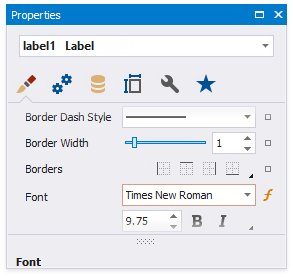 Properties
label1 Label
Border Dash Style
Border Width 1
Borders
Font Times New Roman f
9.75 B I
Font